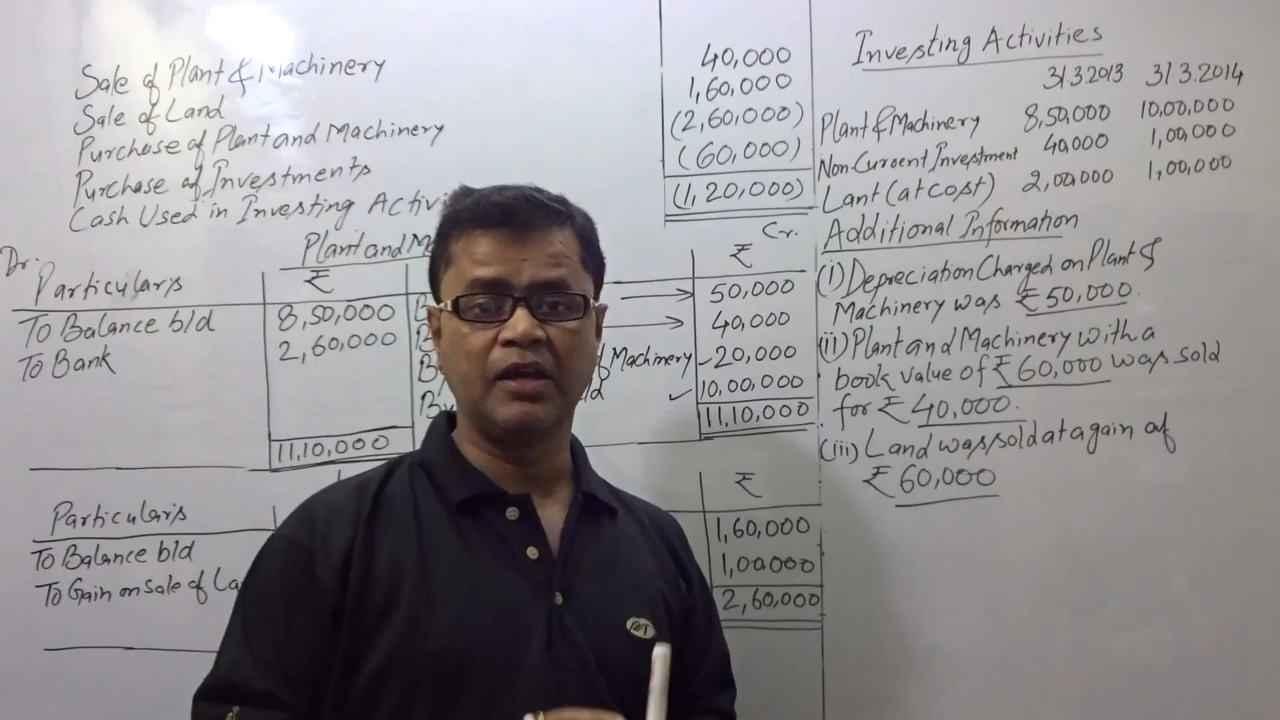 Sale of Plant & Machinery 40,000
Sale of Land 1,60,000
Purchase of Plant and Machinery (2,60,000)
Purchase of Investments (60,000)
Cash Used in Investing Activi (1,20,000)
Dr. Plant and M Cr.
Particulars ₹ ₹
To Balance b/d 8,50,000 50,000
To Bank 2,60,000 40,000
of Machinery 20,000
10,00,000
11,10,000 11,10,000
Particulars ₹
To Balance b/d 1,60,000
To Gain on Sale of La 1,00,000
2,60,000
Investing Activities
31.3.2013 31.3.2014
Plant & Machinery 8,50,000 10,00,000
Non Current Investment 40,000 1,00,000
Lant (at cost) 2,00,000 1,00,000
Additional Information
(i) Depreciation Charged on Plant &
Machinery was ₹ 50,000.
(ii) Plant and Machinery with a
book value of ₹ 60,000 was sold
for ₹ 40,000.
(iii) Land was sold at a gain of
₹ 60,000